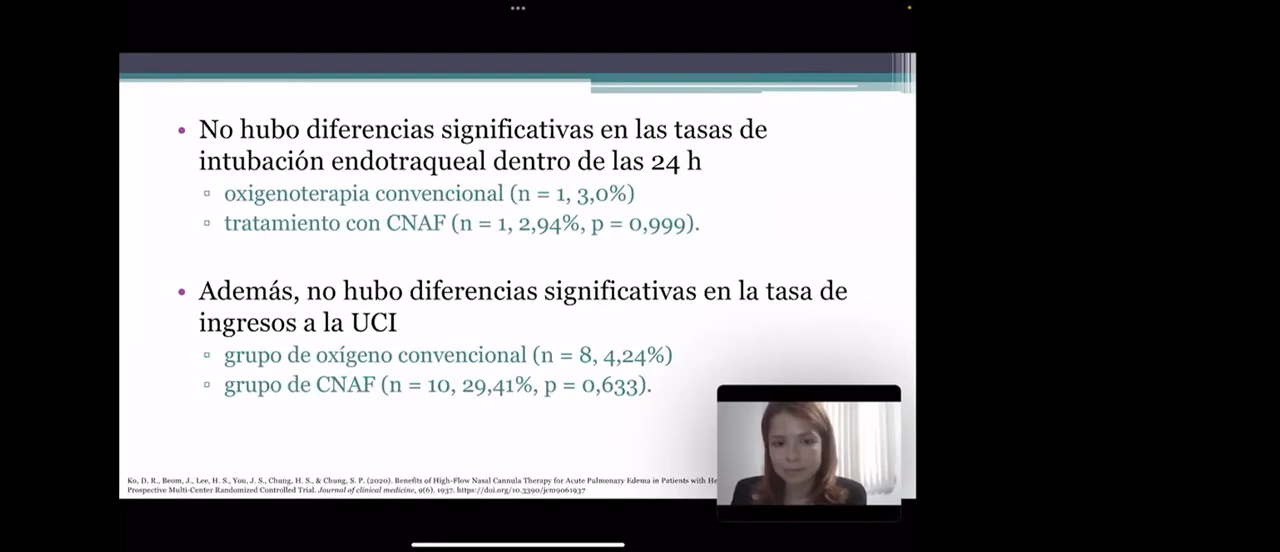 • No hubo diferencias significativas en las tasas de
intubación endotraqueal dentro de las 24 h
▫ oxigenoterapia convencional (n = 1, 3,0%)
▫ tratamiento con CNAF (n = 1, 2,94%, p = 0,999).
• Además, no hubo diferencias significativas en la tasa de
ingresos a la UCI
▫ grupo de oxígeno convencional (n = 8, 4,24%)
▫ grupo de CNAF (n = 10, 29,41%, p = 0,633).
Ko, D. R., Beom, J., Lee, H. S., You, J. S., Chung, H. S., & Chung, S. P. (2020). Benefits of High-Flow Nasal Cannula Therapy for Acute Pulmonary Edema in Patients with He
Prospective Multi-Center Randomized Controlled Trial. Journal of clinical medicine, 9(6), 1937. https://doi.org/10.3390/jcm9061937